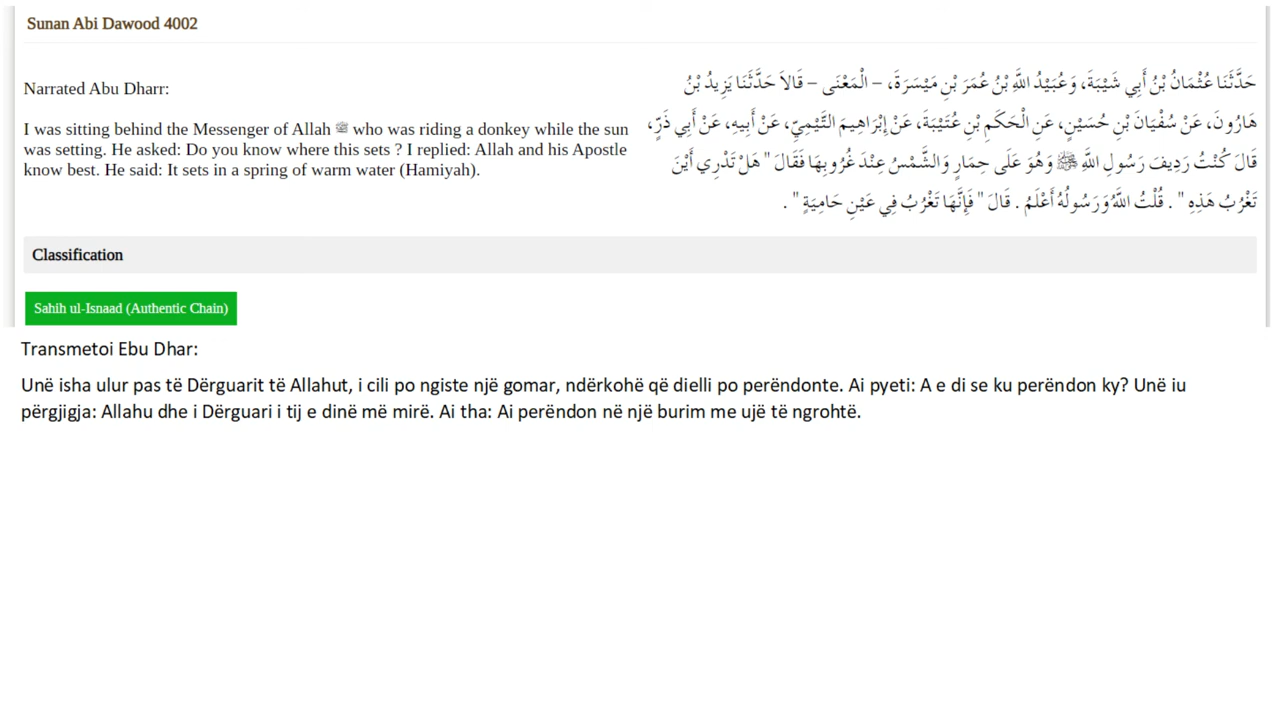 Sunan Abi Dawood 4002
Narrated Abu Dharr:
I was sitting behind the Messenger of Allah ﷺ who was riding a donkey while the sun
was setting. He asked: Do you know where this sets ? I replied: Allah and his Apostle
know best. He said: It sets in a spring of warm water (Hamiyah).
حَدَّثَنَا عُثْمَانُ بْنُ أَبِي شَيْبَةَ، وَعُبَيْدُ اللَّهِ بْنُ عُمَرَ بْنِ مَيْسَرَةَ، – الْمَعْنَى – قَالاَ حَدَّثَنَا يَزِيدُ بْنُ
هَارُونَ، عَنْ سُفْيَانَ بْنِ حُسَيْنٍ، عَنِ الْحَكَمِ بْنِ عُتَيْبَةَ، عَنْ إِبْرَاهِيمَ التَّيْمِيِّ، عَنْ أَبِيهِ، عَنْ أَبِي ذَرٍّ،
قَالَ كُنْتُ رَدِيفَ رَسُولِ اللَّهِ ﷺ وَهُوَ عَلَى حِمَارٍ وَالشَّمْسُ عِنْدَ غُرُوبِهَا فَقَالَ " هَلْ تَدْرِي أَيْنَ
تَغْرُبُ هَذِهِ " . قُلْتُ اللَّهُ وَرَسُولُهُ أَعْلَمُ . قَالَ " فَإِنَّهَا تَغْرُبُ فِي عَيْنِ حَامِيَةٍ " .
Classification
Sahih ul-Isnaad (Authentic Chain)
Transmetoi Ebu Dhar:
Unë isha ulur pas të Dërguarit të Allahut, i cili po ngiste një gomar, ndërkohë që dielli po perëndonte. Ai pyeti: A e di se ku perëndon ky? Unë iu
përgjigja: Allahu dhe i Dërguari i tij e dinë më mirë. Ai tha: Ai perëndon në një burim me ujë të ngrohtë.